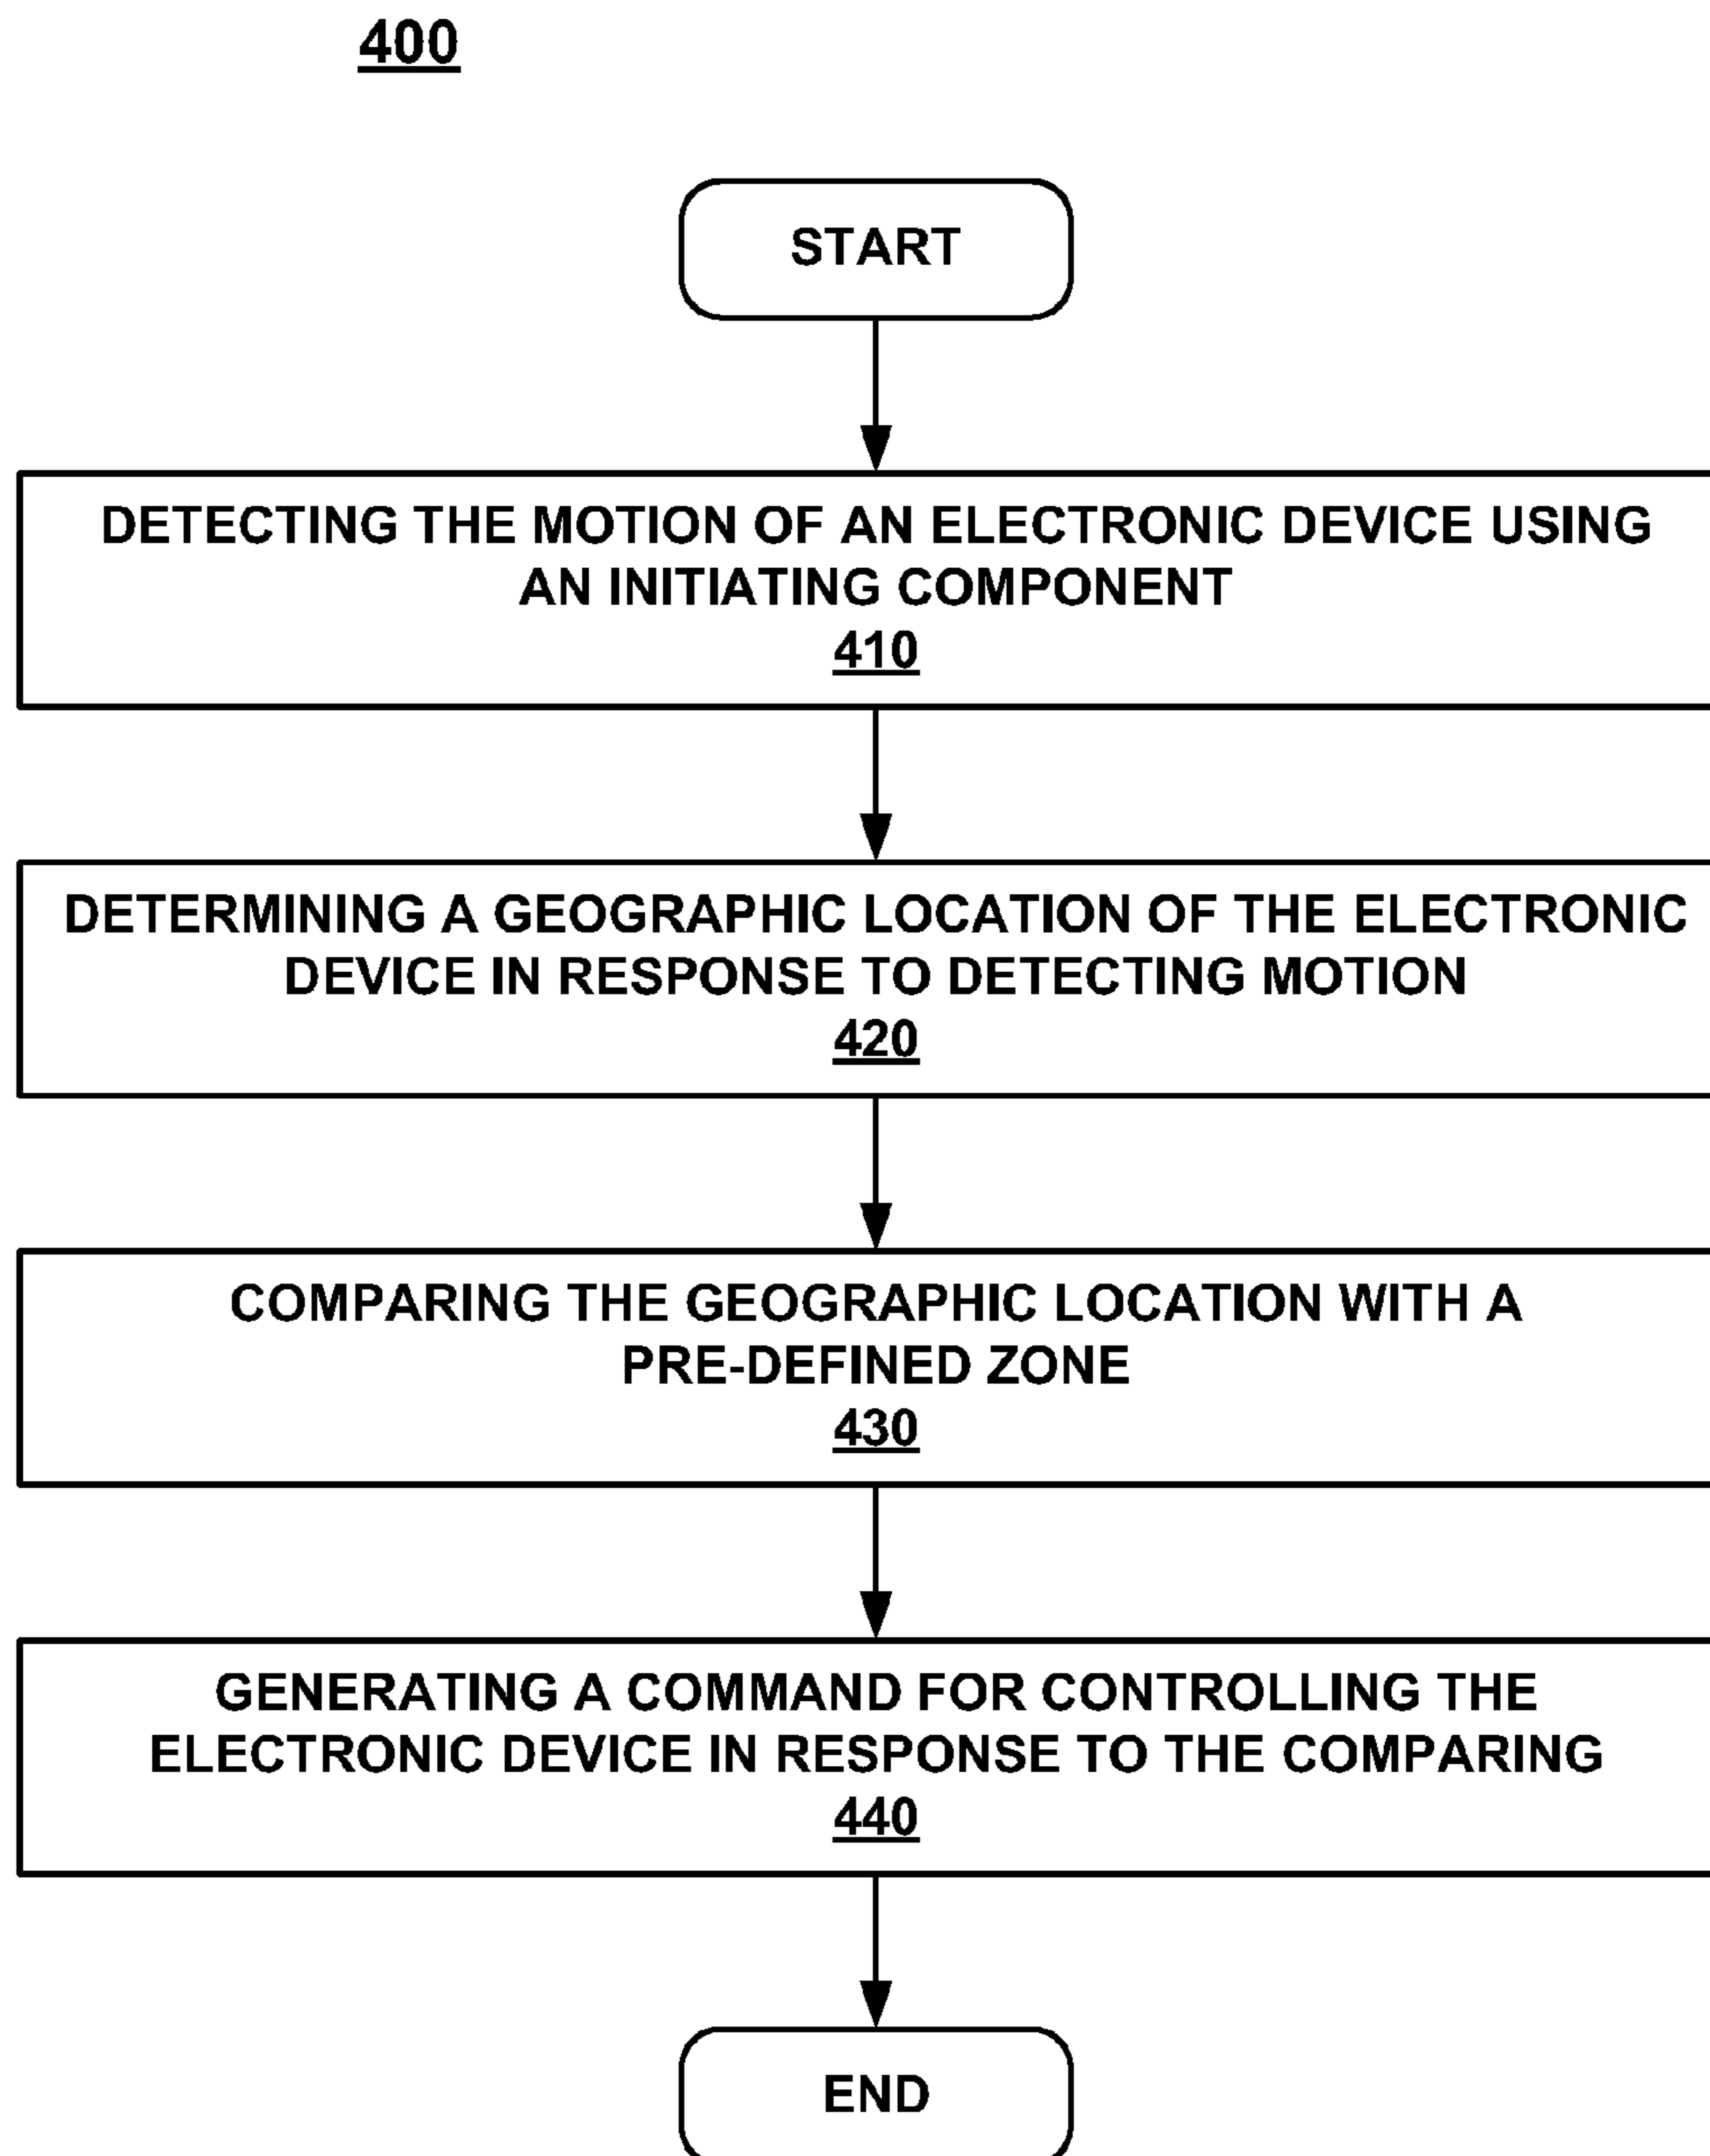 400
START
DETECTING THE MOTION OF AN ELECTRONIC DEVICE USING
AN INITIATING COMPONENT
410
DETERMINING A GEOGRAPHIC LOCATION OF THE ELECTRONIC
DEVICE IN RESPONSE TO DETECTING MOTION
420
COMPARING THE GEOGRAPHIC LOCATION WITH A
PRE-DEFINED ZONE
430
GENERATING A COMMAND FOR CONTROLLING THE
ELECTRONIC DEVICE IN RESPONSE TO THE COMPARING
440
END